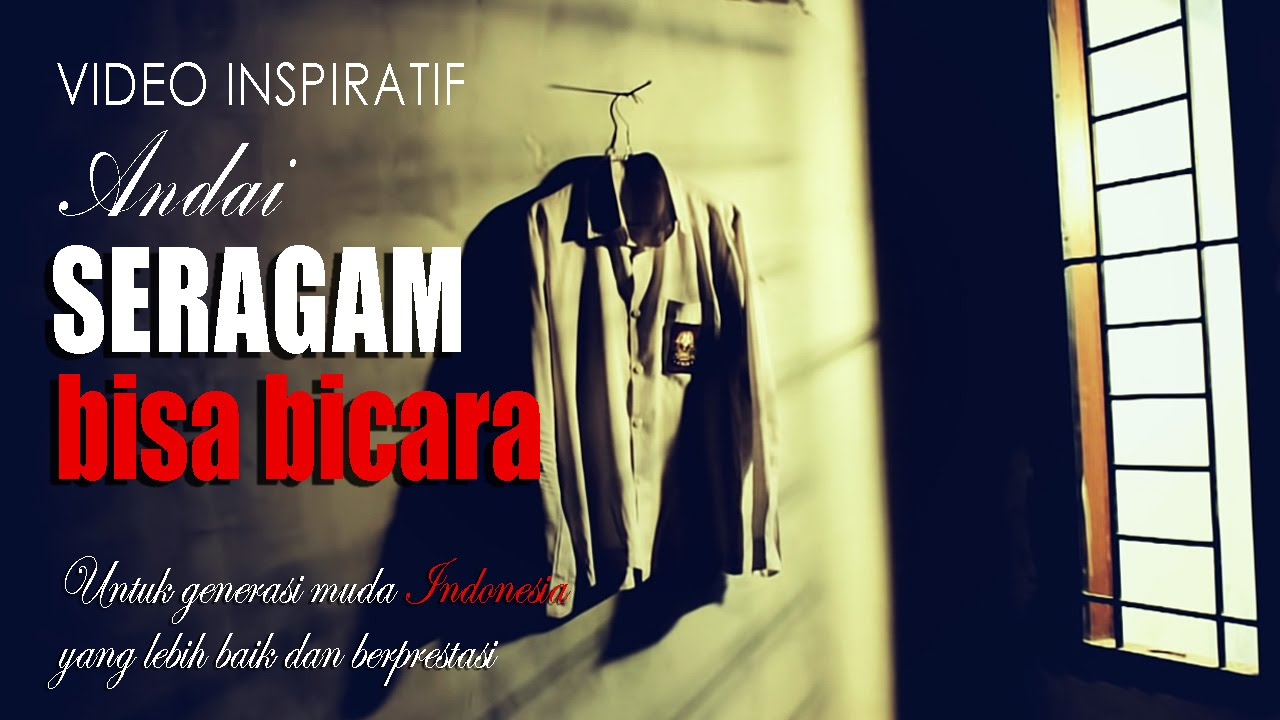 VIDEO INSPIRATIF
Andai
SERAGAM
bisa bicara
Untuk generasi muda Indonesia
yang lebih baik dan berprestasi